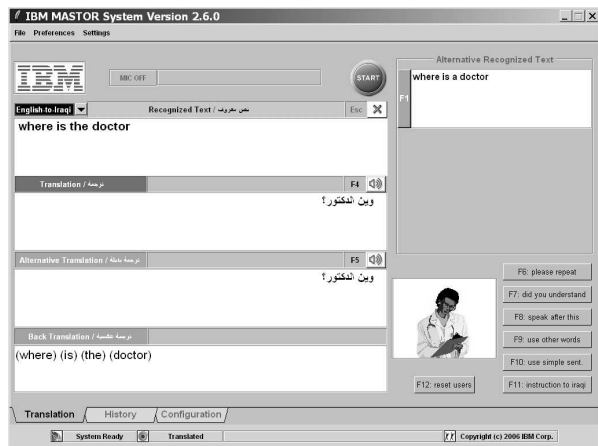 IBM MASTOR System Version 2.6.0
File Preferences Settings
IBM
MIC OFF
START
English-to-Iraqi
Recognized Text / نص معروف
Esc
where is the doctor
Translation / ترجمة
F4
وين الدكتور؟
Alternative Translation / ترجمة
F5
وين الدكتور؟
Back Translation / ترجمة عكسية
(where) (is) (the) (doctor)
Alternative Recognized Text
F1
where is a doctor
F6: please repeat
F7: did you understand
F8: speak after this
F9: use other words
F10: use simple sent.
F12: reset users
F11: instruction to iraqi
Translation History Configuration
System Ready
Translated
Copyright (c) 2006 IBM Corp.